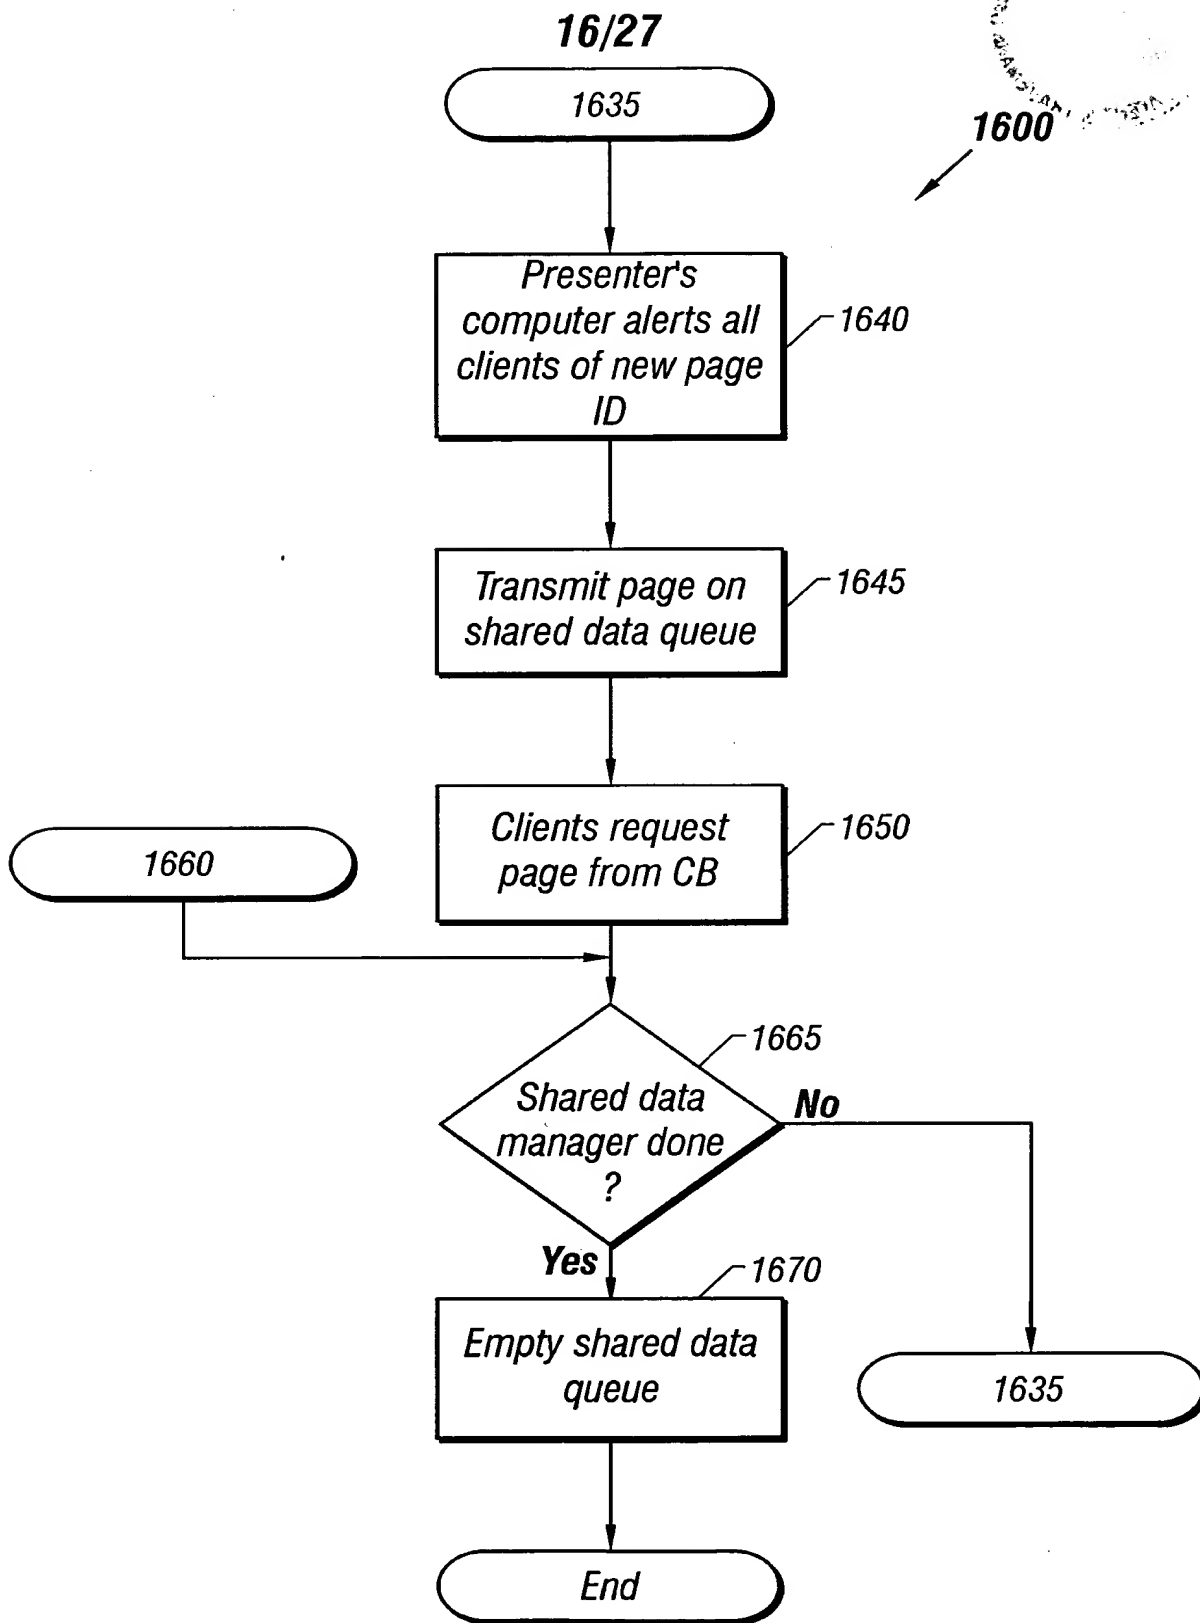 16/27
1635
1600
Presenter's
computer alerts all
clients of new page
ID
1640
Transmit page on
shared data queue
1645
Clients request
page from CB
1650
1660
1665
Shared data
manager done
?
No
Yes
1670
Empty shared data
queue
1635
End